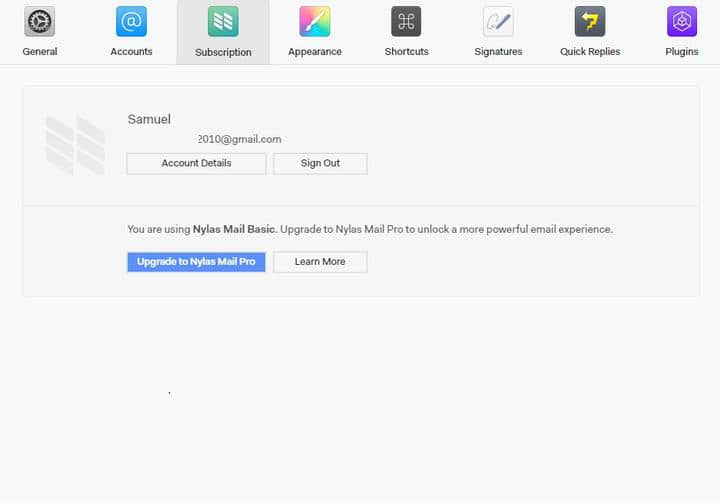 General Accounts Subscription Appearance Shortcuts Signatures Quick Replies Plugins
Samuel
2010@gmail.com
Account Details Sign Out
You are using Nylas Mail Basic. Upgrade to Nylas Mail Pro to unlock a more powerful email experience.
Upgrade to Nylas Mail Pro Learn More